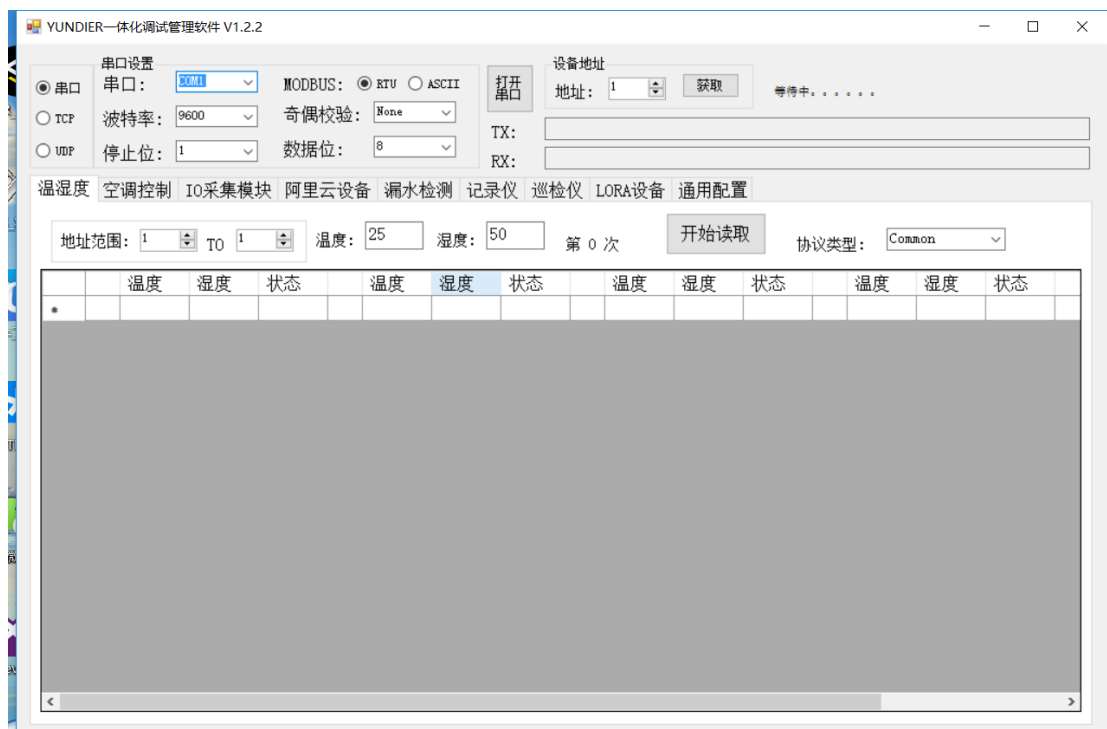 YUNDIER一体化调试管理软件 V1.2.2
串口
TCP
UDP
串口设置
串口: COM1
波特率: 9600
停止位: 1
MODBUS: RTU ASCII
奇偶校验: None
数据位: 8
打开
串口
设备地址
地址: 1 获取
等待中。。。。。。
TX:
RX:
温湿度 空调控制 IO采集模块 阿里云设备 漏水检测 记录仪 巡检仪 LORA设备 通用配置
地址范围: 1 TO 1 温度: 25 湿度: 50 第 0 次 开始读取 协议类型: Common
温度 湿度 状态 温度 湿度 状态 温度 湿度 状态 温度 湿度 状态